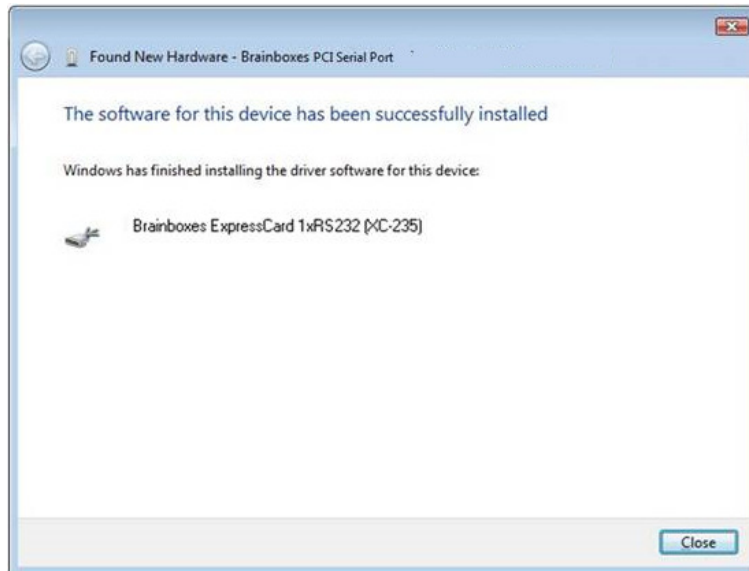 Found New Hardware - Brainboxes PCI Serial Port
The software for this device has been successfully installed
Windows has finished installing the driver software for this device:
Brainboxes ExpressCard 1xRS232 (XC-235)
Close